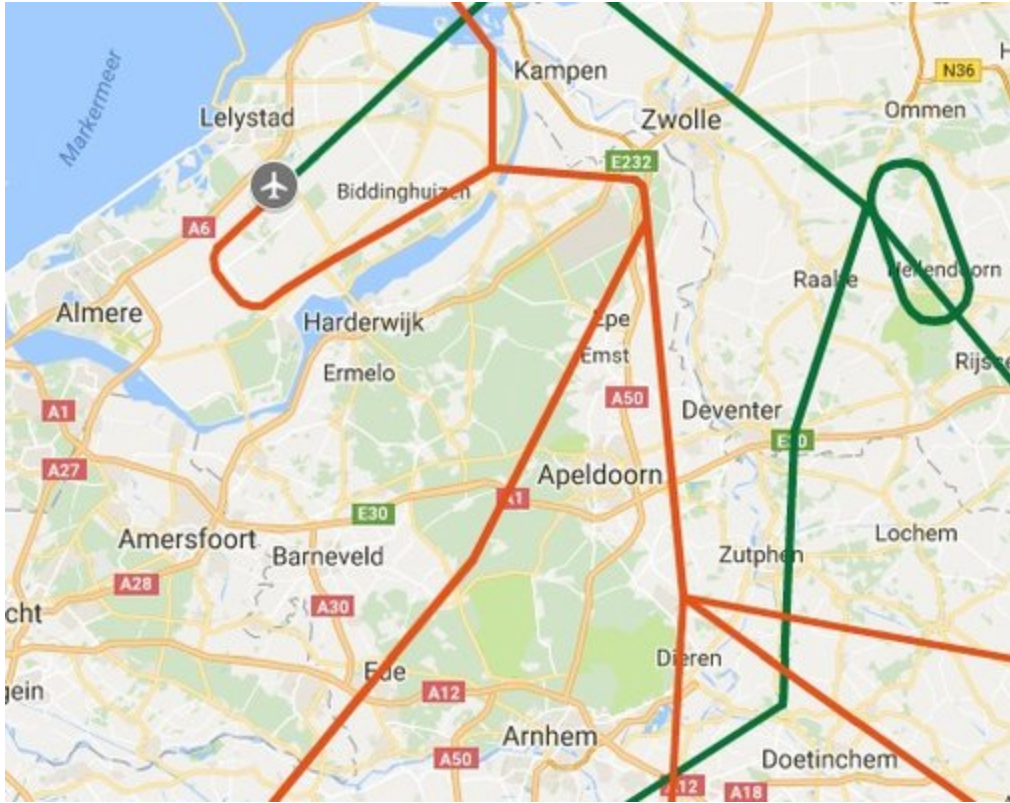 Markermeer
Kampen
N36
Lelystad
Zwolle
Ommen
E232
Biddinghuizen
A6
Raalte
Hellendoorn
Almere
Harderwijk
Epe
Emst
Ermelo
Rijsse
A1
A50
Deventer
E30
A27
Apeldoorn
A1
E30
Amersfoort
Barneveld
Zutphen
Lochem
A28
A30
cht
Ede
Dieren
gein
A12
Arnhem
A50
Doetinchem
A12
A18